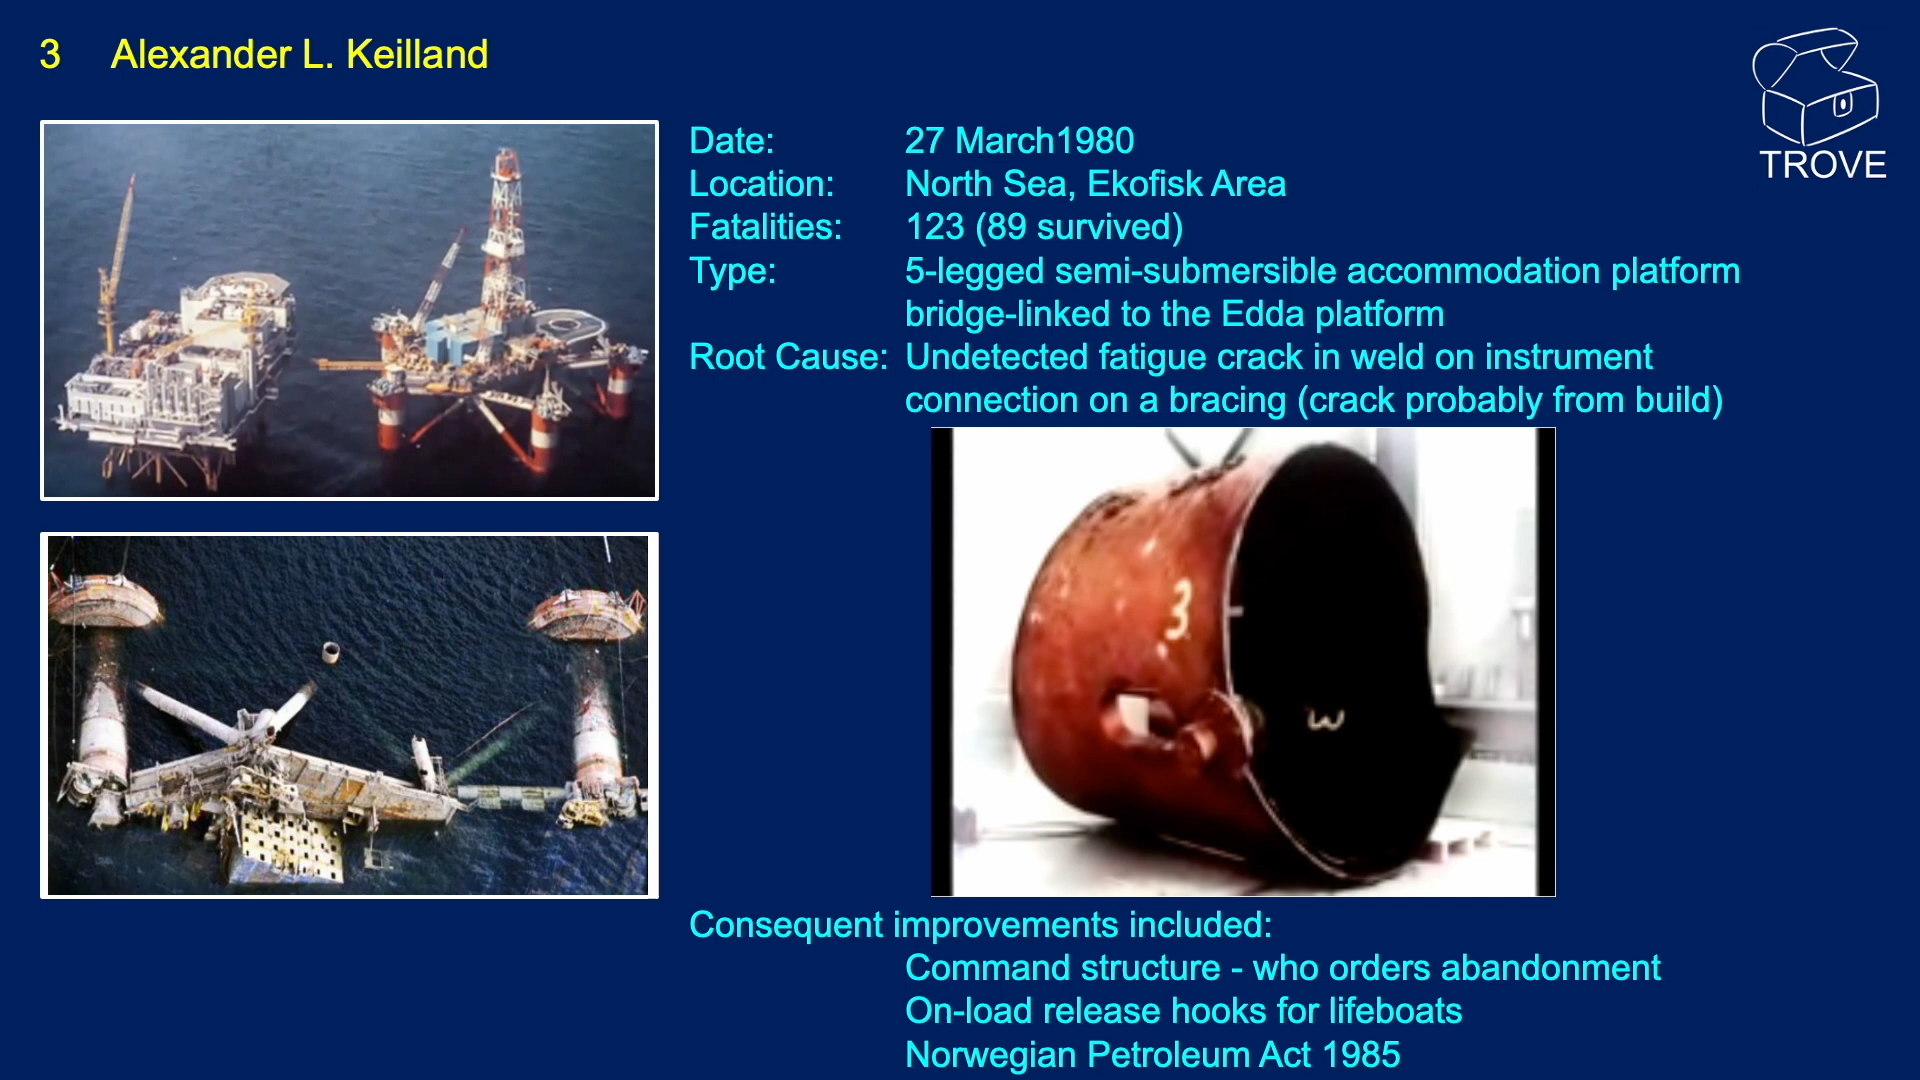 3 Alexander L. Keilland
TROVE
Date: 27 March1980
Location: North Sea, Ekofisk Area
Fatalities: 123 (89 survived)
Type: 5-legged semi-submersible accommodation platform
bridge-linked to the Edda platform
Root Cause: Undetected fatigue crack in weld on instrument
connection on a bracing (crack probably from build)
3
w
Consequent improvements included:
Command structure - who orders abandonment
On-load release hooks for lifeboats
Norwegian Petroleum Act 1985